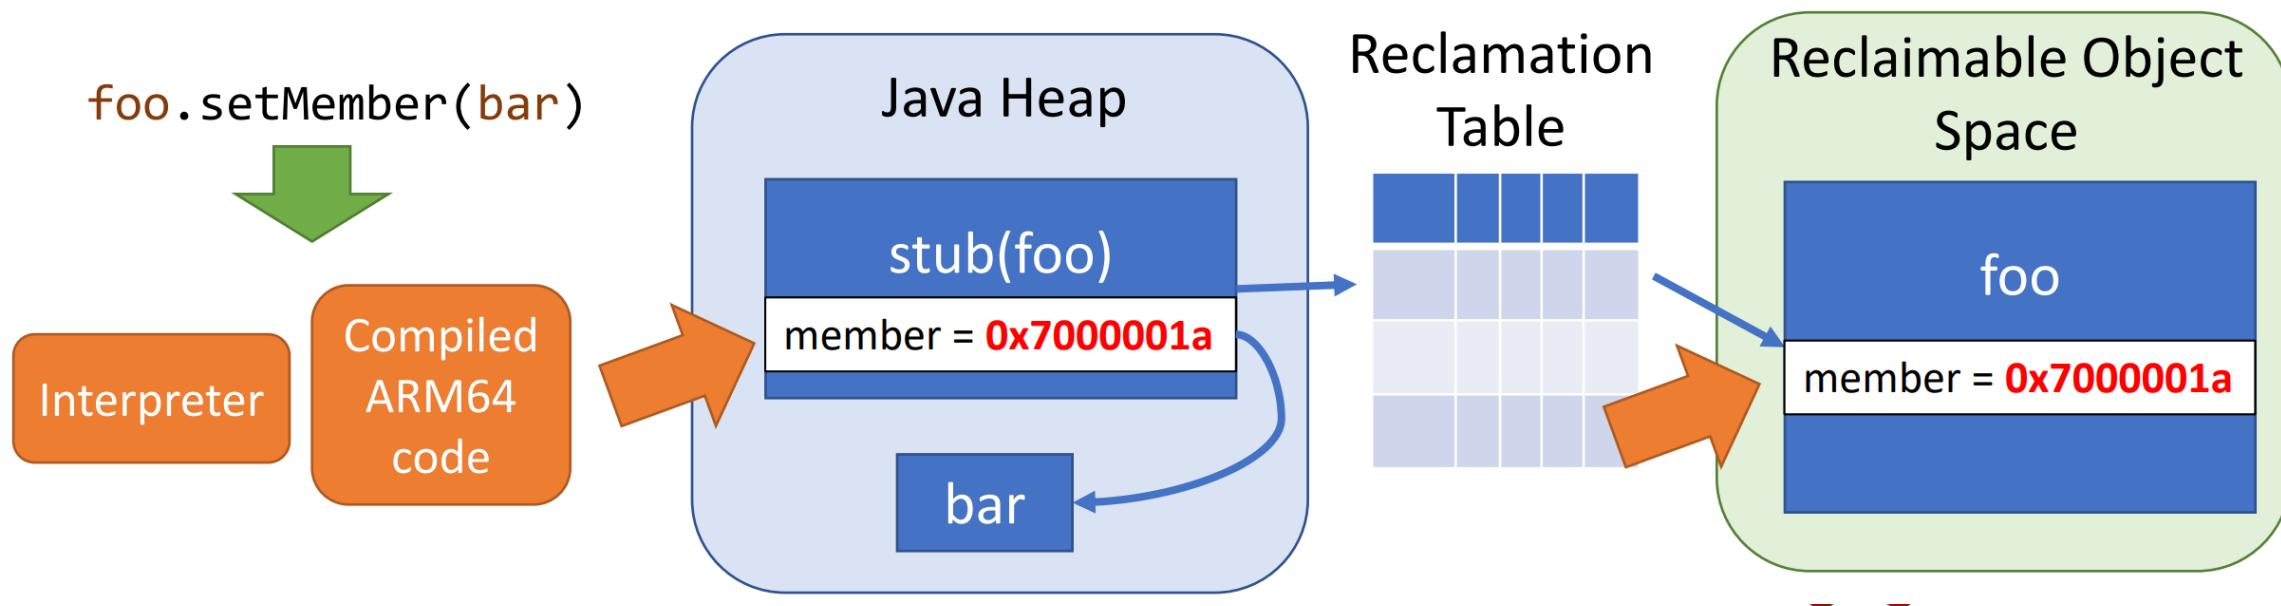 foo.setMember(bar)
Interpreter
Compiled
ARM64
code
Java Heap
stub(foo)
member = 0x7000001a
bar
Reclamation
Table
Reclaimable Object
Space
foo
member = 0x7000001a